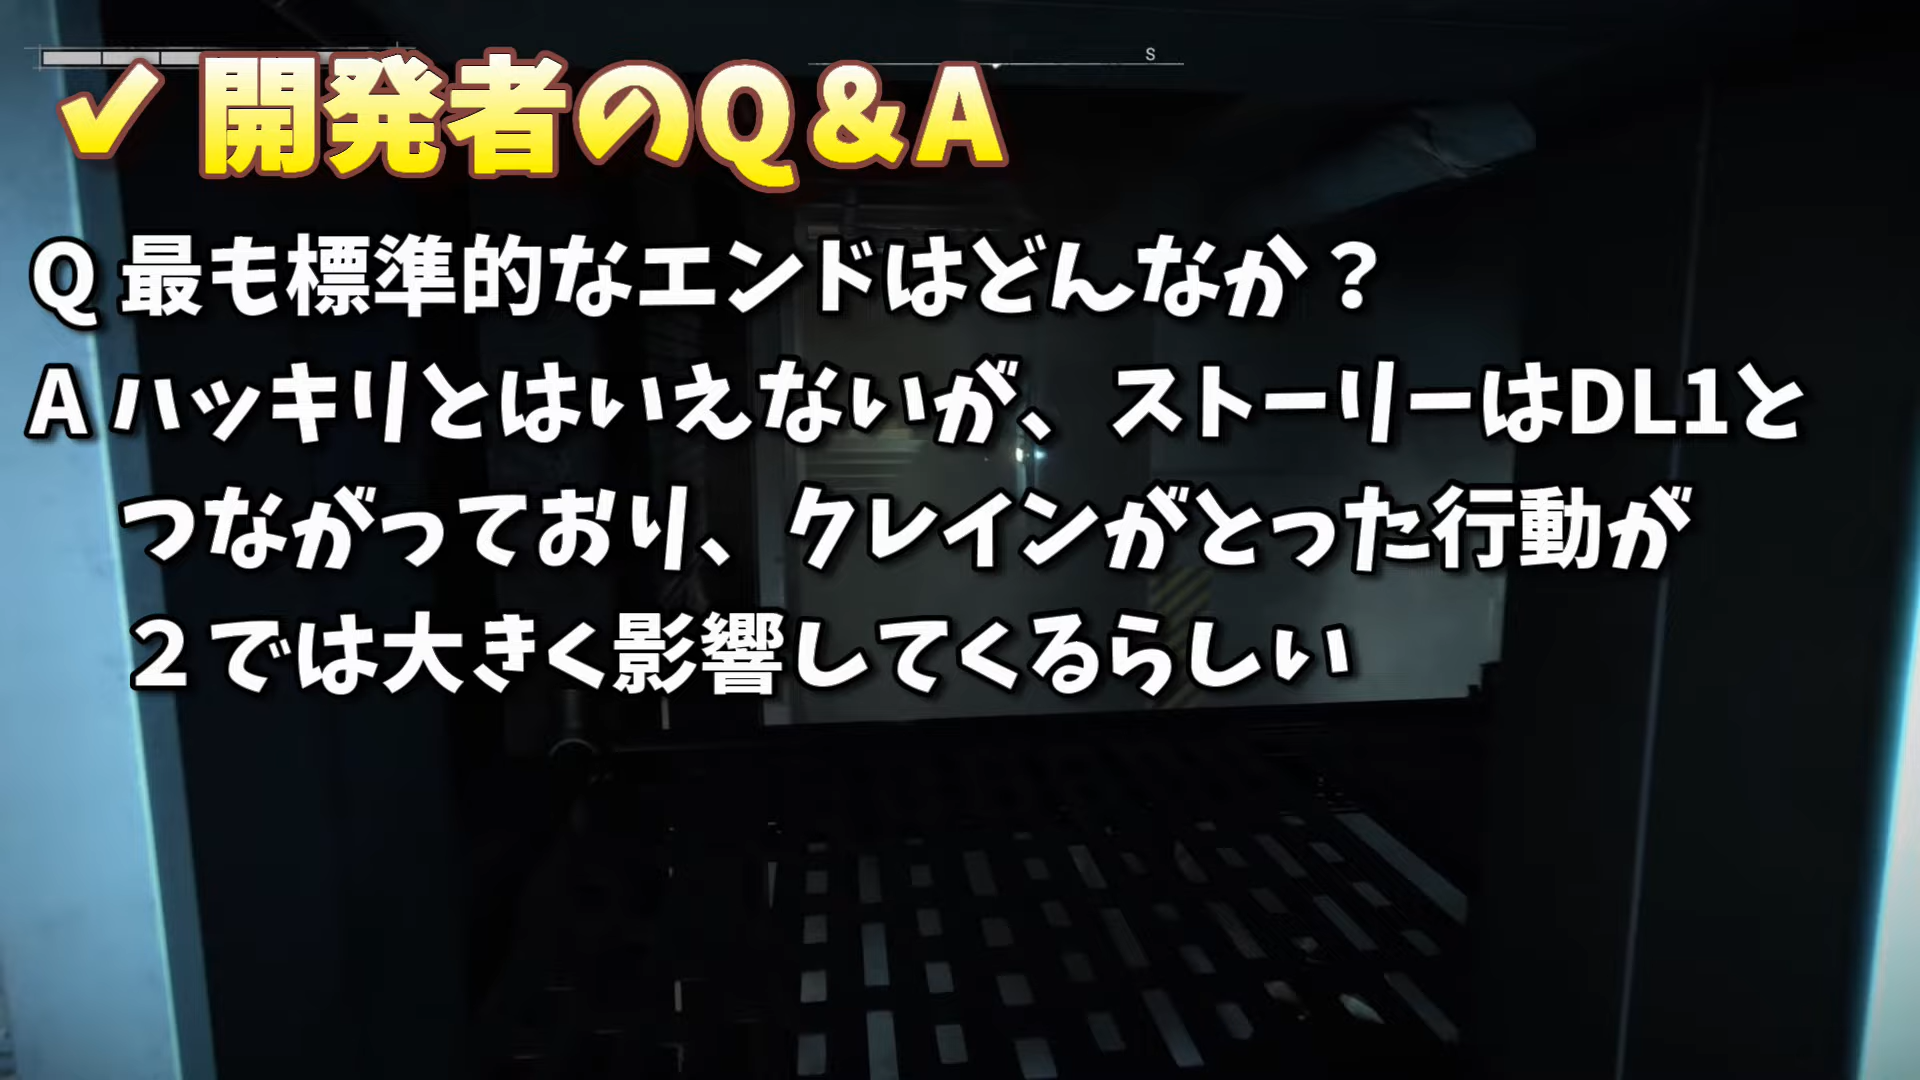 S
✓ 開発者のQ&A
Q 最も標準的なエンドはどんなか？
A ハッキリとはいえないが、ストーリーはDL1と
つながっており、クレインがとった行動が
２では大きく影響してくるらしい